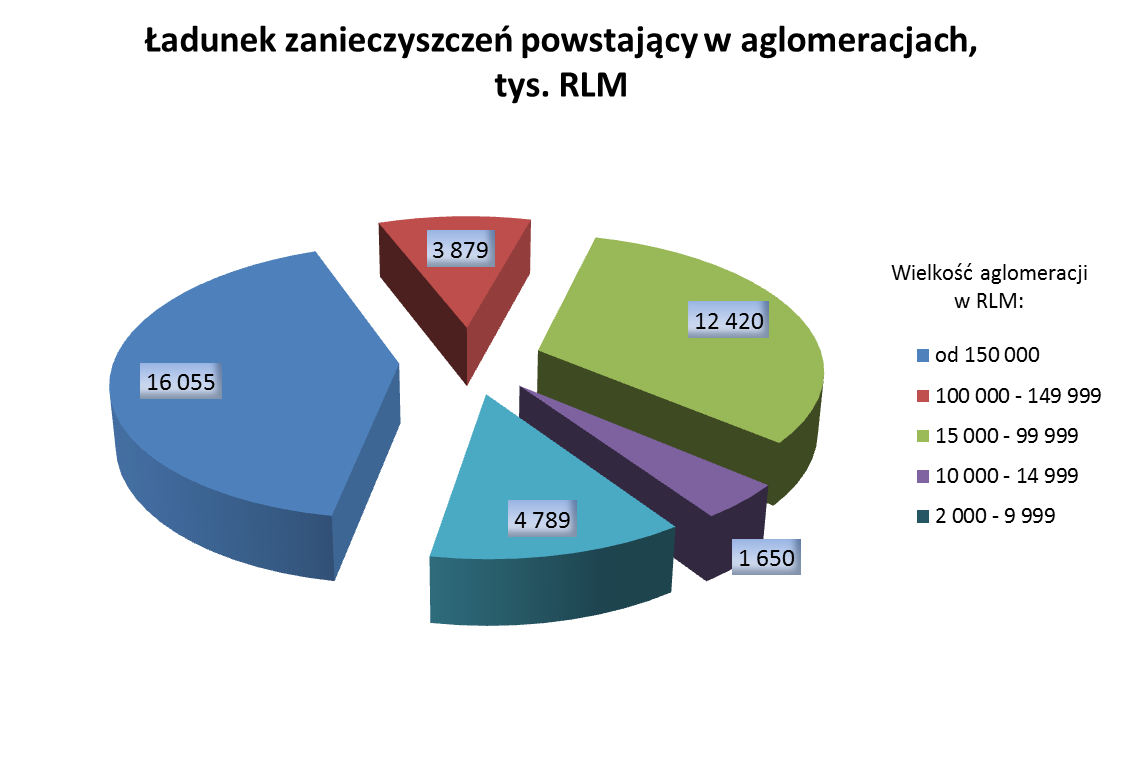 Ładunek zanieczyszczeń powstający w aglomeracjach,
tys. RLM
3 879
12 420
16 055
4 789
1 650
Wielkość aglomeracji
w RLM:
od 150 000
100 000 - 149 999
15 000 - 99 999
10 000 - 14 999
2 000 - 9 999